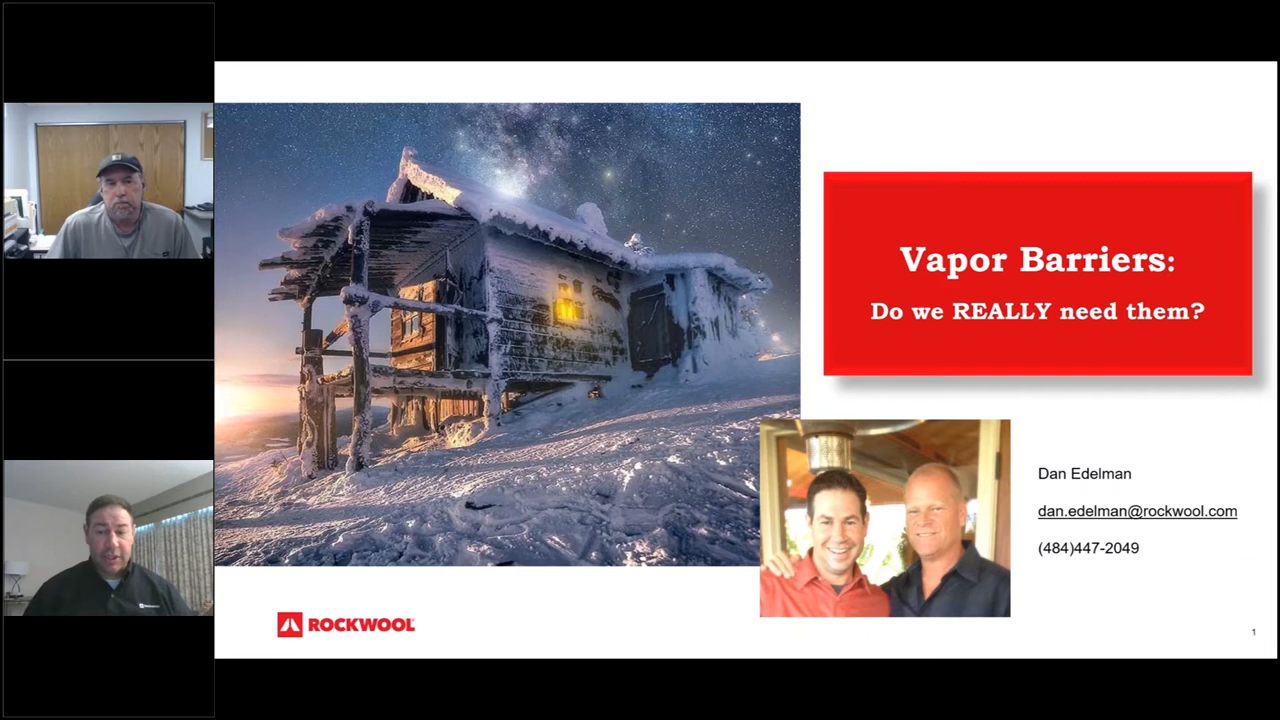 Vapor Barriers:
Do we REALLY need them?
Dan Edelman
dan.edelman@rockwool.com
(484)447-2049
ROCKWOOL
1